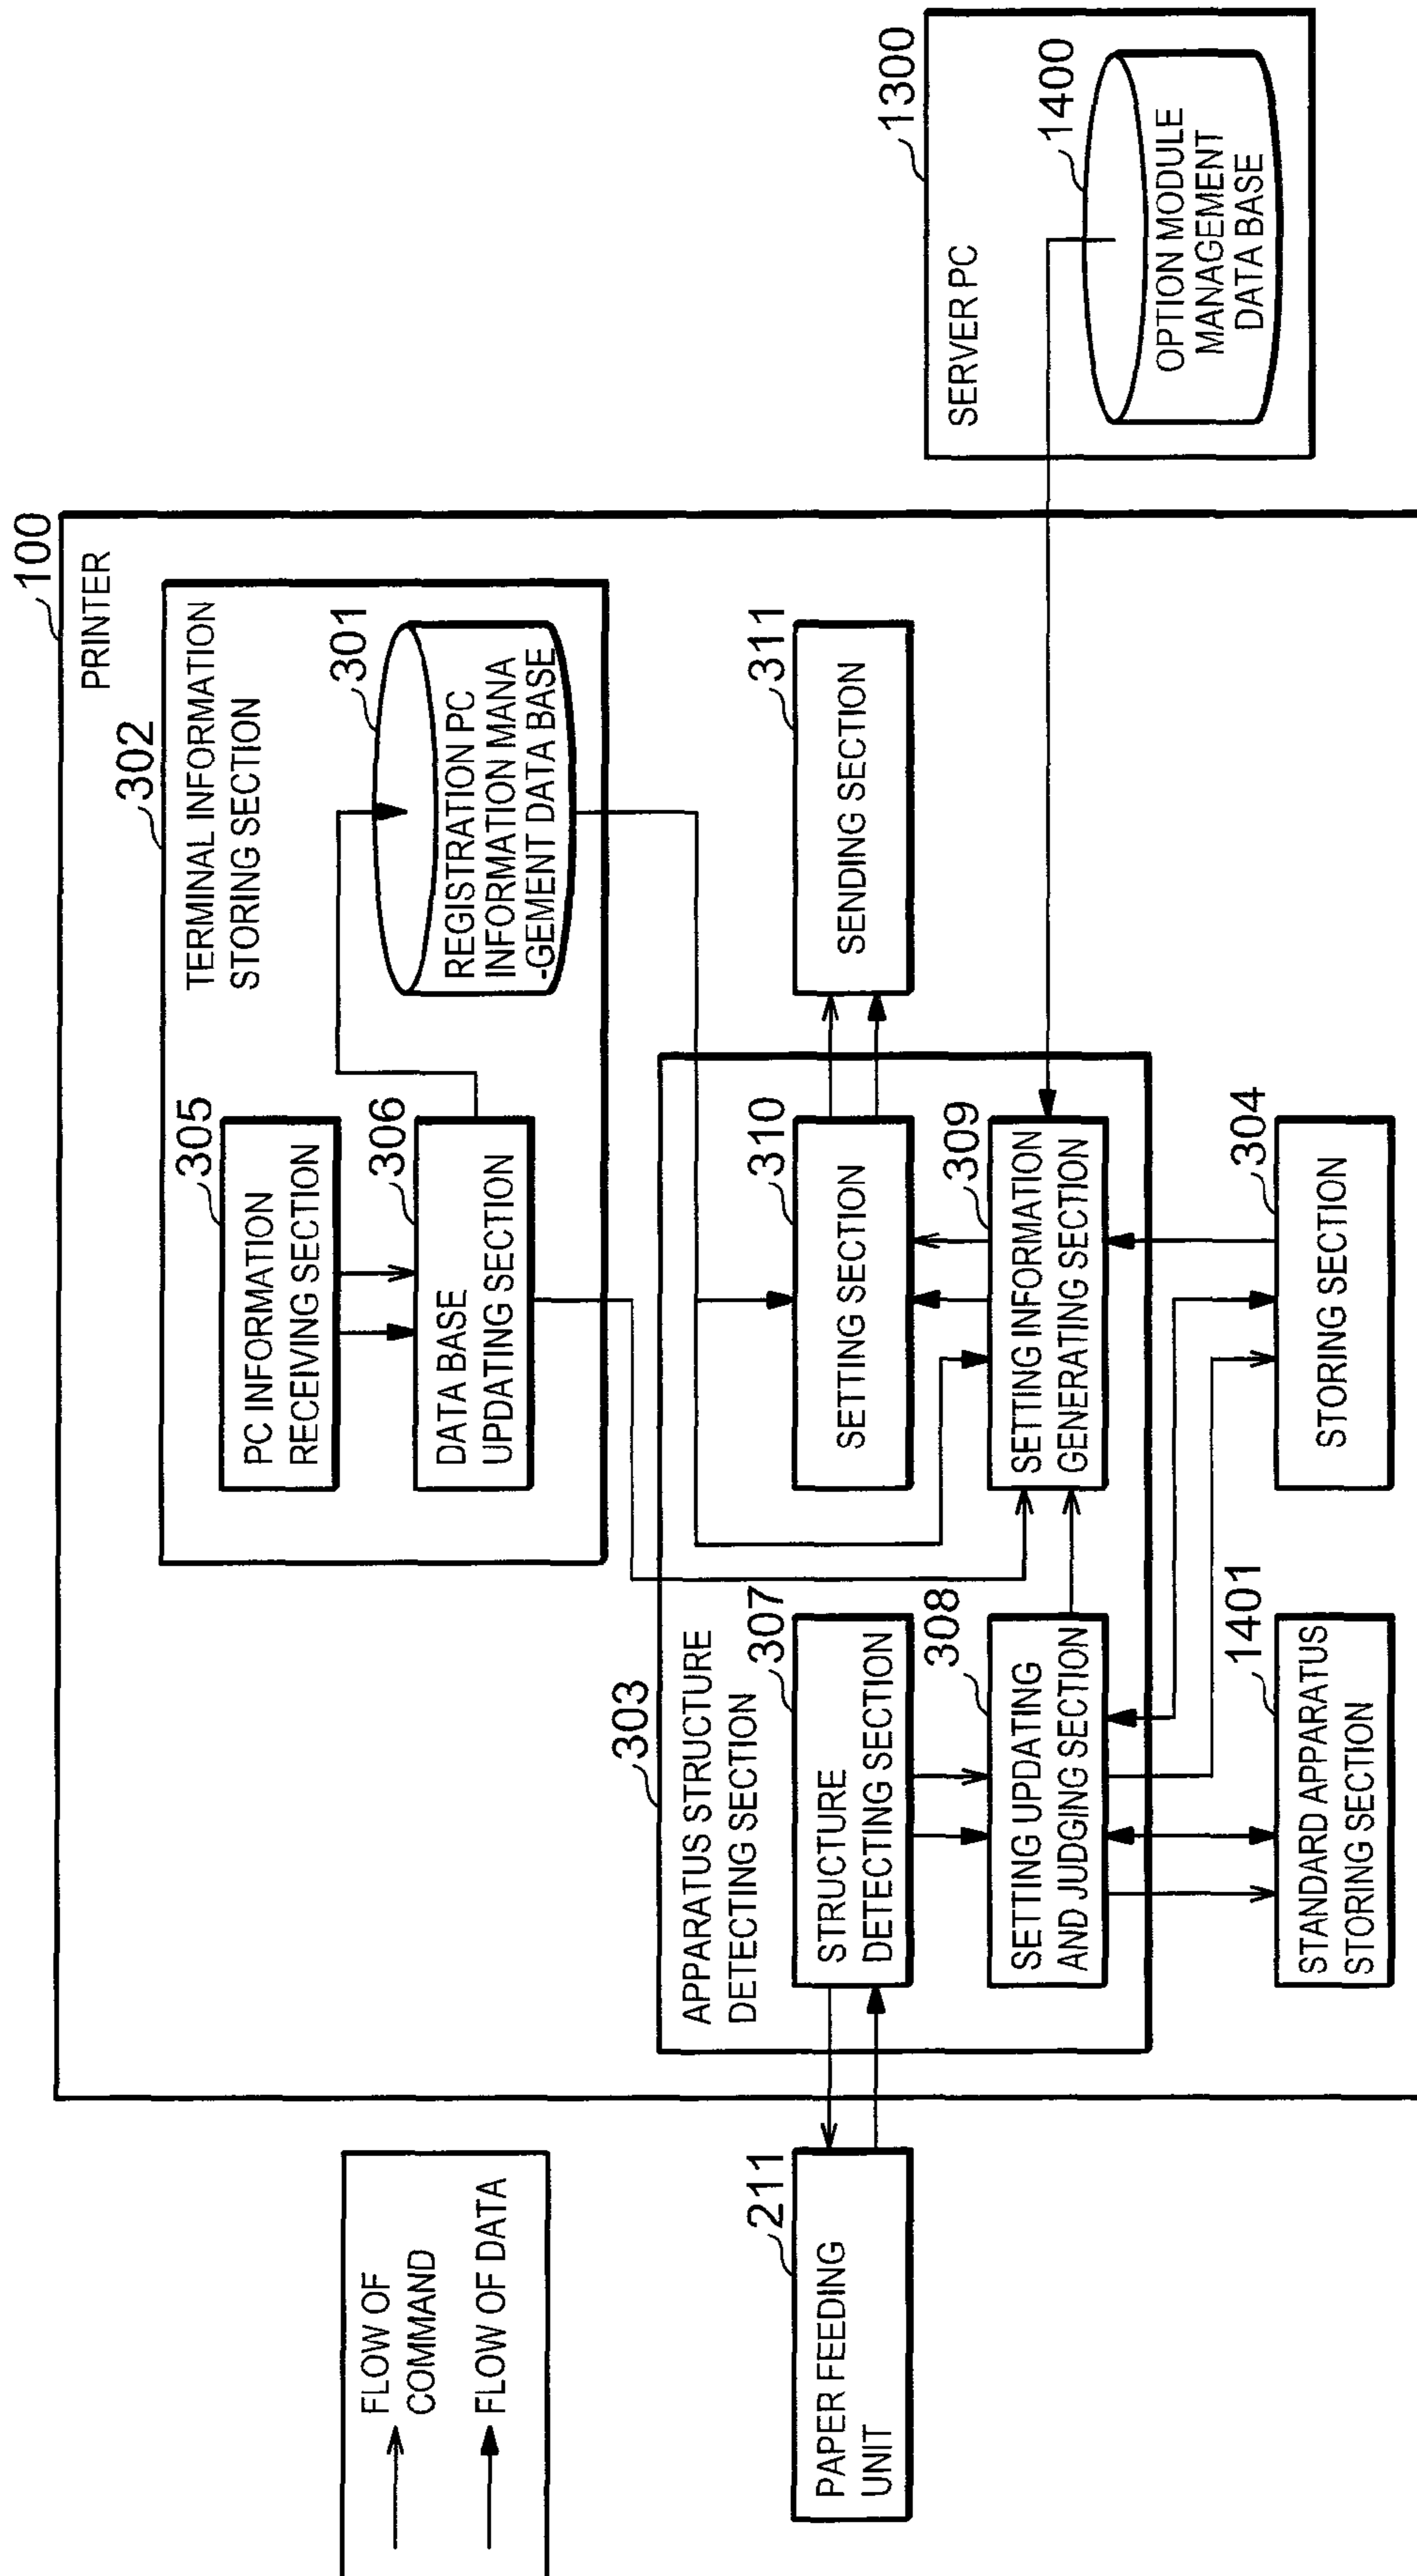 FLOW OF
COMMAND
FLOW OF DATA
100
PRINTER
302
TERMINAL INFORMATION
STORING SECTION
305
PC INFORMATION
RECEIVING SECTION
306
DATA BASE
UPDATING SECTION
301
REGISTRATION PC
INFORMATION MANA
-GEMENT DATA BASE
211
PAPER FEEDING
UNIT
303
APPARATUS STRUCTURE
DETECTING SECTION
307
STRUCTURE
DETECTING SECTION
308
SETTING UPDATING
AND JUDGING SECTION
310
SETTING SECTION
309
SETTING INFORMATION
GENERATING SECTION
311
SENDING SECTION
1401
STANDARD APPARATUS
STORING SECTION
304
STORING SECTION
1300
SERVER PC
1400
OPTION MODULE
MANAGEMENT
DATA BASE